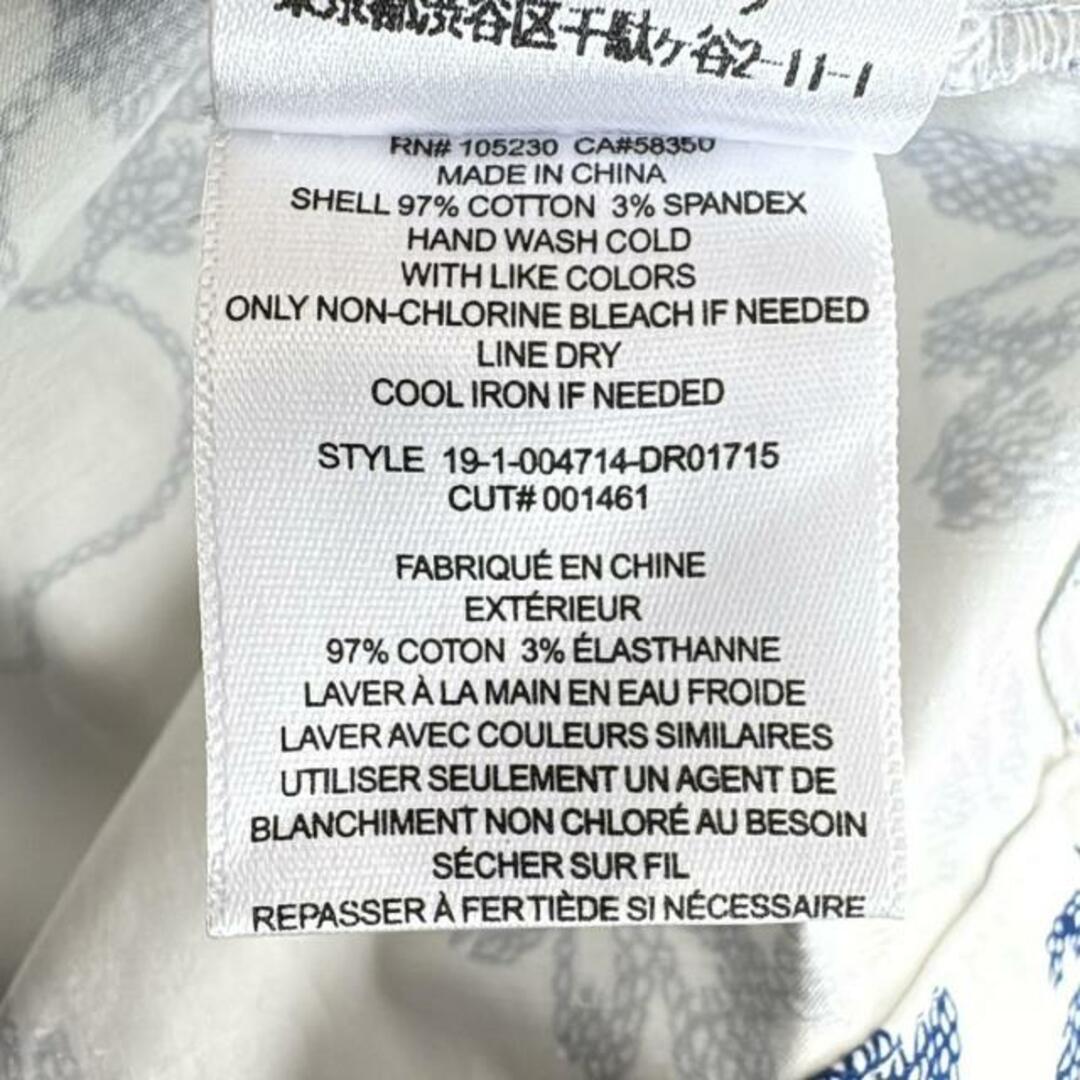 東京都渋谷区千駄ヶ谷2-11-1
RN# 105230 CA#58350
MADE IN CHINA
SHELL 97% COTTON 3% SPANDEX
HAND WASH COLD
WITH LIKE COLORS
ONLY NON-CHLORINE BLEACH IF NEEDED
LINE DRY
COOL IRON IF NEEDED
STYLE 19-1-004714-DR01715
CUT# 001461
FABRIQUÉ EN CHINE
EXTÉRIEUR
97% COTON 3% ÉLASTHANNE
LAVER À LA MAIN EN EAU FROIDE
LAVER AVEC COULEURS SIMILAIRES
UTILISER SEULEMENT UN AGENT DE
BLANCHIMENT NON CHLORÉ AU BESOIN
SÉCHER SUR FIL
REPASSER À FER TIÈDE SI NÉCESSAIRE